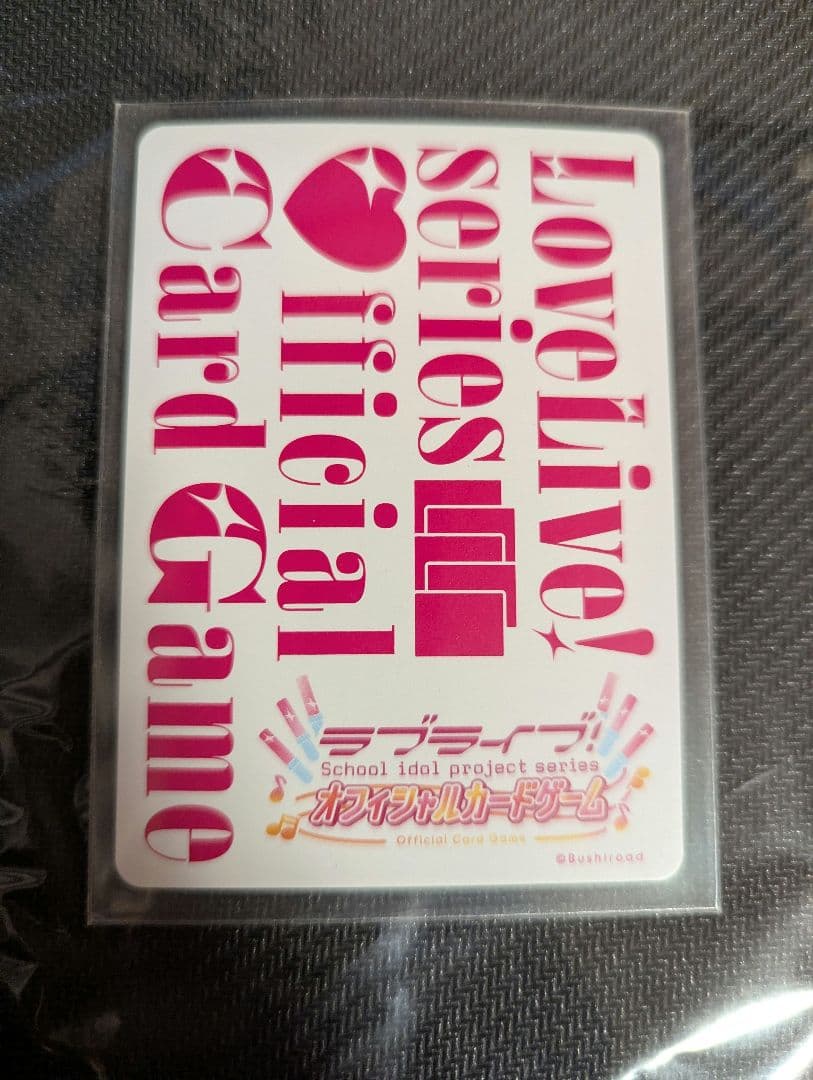 LoveLive!
series
Official
Card Game
ラブライブ!
School idol project series
オフィシャルカードゲーム
Official Card Game
©Bushiroad